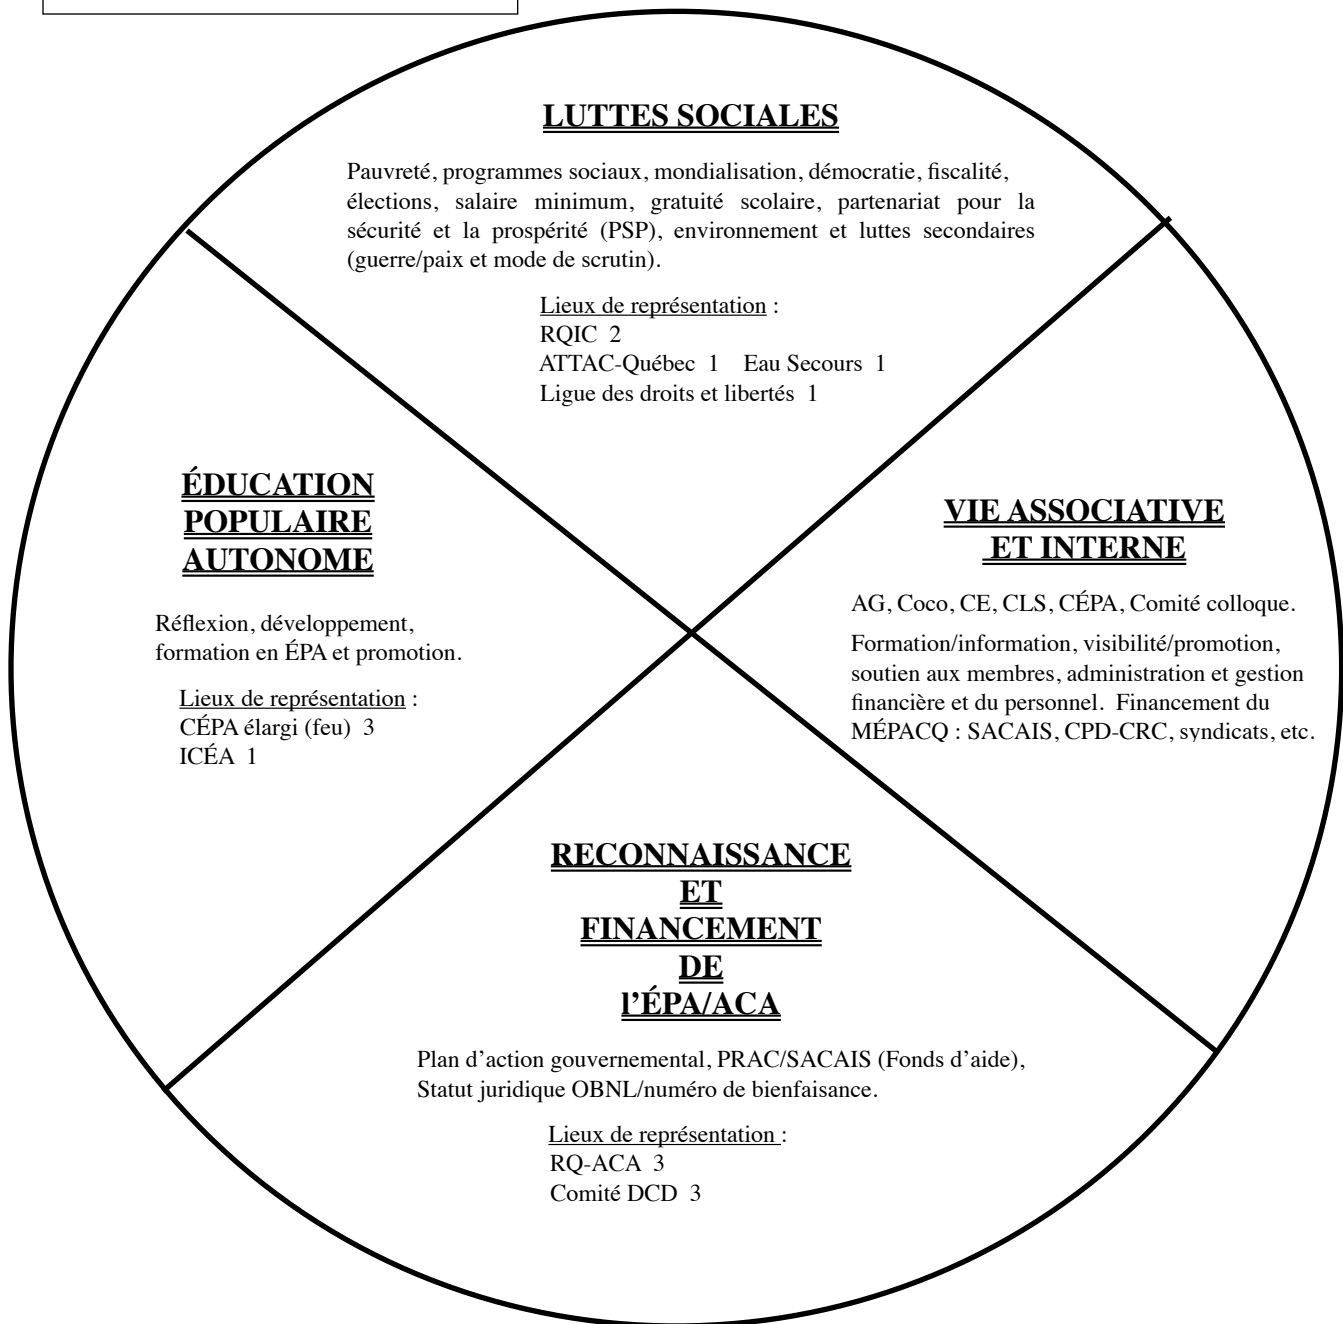 LUTTES SOCIALES
Pauvreté, programmes sociaux, mondialisation, démocratie, fiscalité,
élections, salaire minimum, gratuité scolaire, partenariat pour la
sécurité et la prospérité (PSP), environnement et luttes secondaires
(guerre/paix et mode de scrutin).
Lieux de représentation :
RQIC 2
ATTAC-Québec 1 Eau Secours 1
Ligue des droits et libertés 1
ÉDUCATION
POPULAIRE
AUTONOME
Réflexion, développement,
formation en ÉPA et promotion.
Lieux de représentation :
CÉPA élargi (feu) 3
ICÉA 1
VIE ASSOCIATIVE
ET INTERNE
AG, Coco, CE, CLS, CÉPA, Comité colloque.
Formation/information, visibilité/promotion,
soutien aux membres, administration et gestion
financière et du personnel. Financement du
MÉPACQ : SACAIS, CPD-CRC, syndicats, etc.
RECONNAISSANCE
ET
FINANCEMENT
DE
l'ÉPA/ACA
Plan d'action gouvernemental, PRAC/SACAIS (Fonds d'aide),
Statut juridique OBNL/numéro de bienfaisance.
Lieux de représentation :
RQ-ACA 3
Comité DCD 3